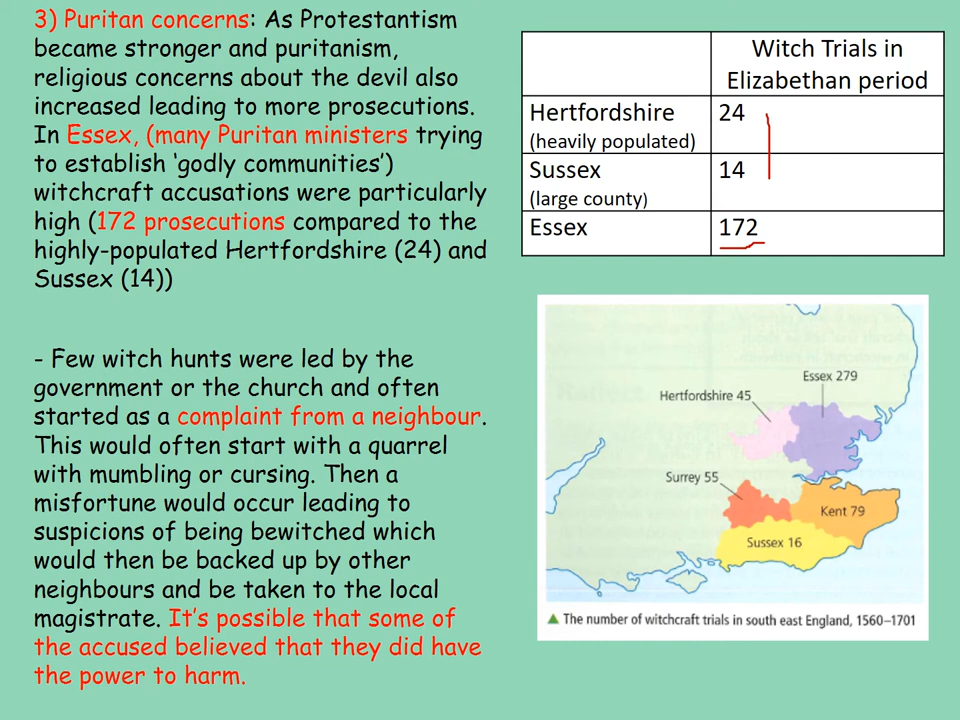 3) Puritan concerns: As Protestantism
became stronger and puritanism,
religious concerns about the devil also
increased leading to more prosecutions.
In Essex, (many Puritan ministers trying
to establish ‘godly communities’)
witchcraft accusations were particularly
high (172 prosecutions compared to the
highly-populated Hertfordshire (24) and
Sussex (14))
- Few witch hunts were led by the
government or the church and often
started as a complaint from a neighbour.
This would often start with a quarrel
with mumbling or cursing. Then a
misfortune would occur leading to
suspicions of being bewitched which
would then be backed up by other
neighbours and be taken to the local
magistrate. It’s possible that some of
the accused believed that they did have
the power to harm.
Witch Trials in
Elizabethan period
Hertfordshire 24
(heavily populated)
Sussex 14
(large county)
Essex 172
Essex 279
Hertfordshire 45
Surrey 55
Kent 79
Sussex 16
▲ The number of witchcraft trials in south east England, 1560–1701